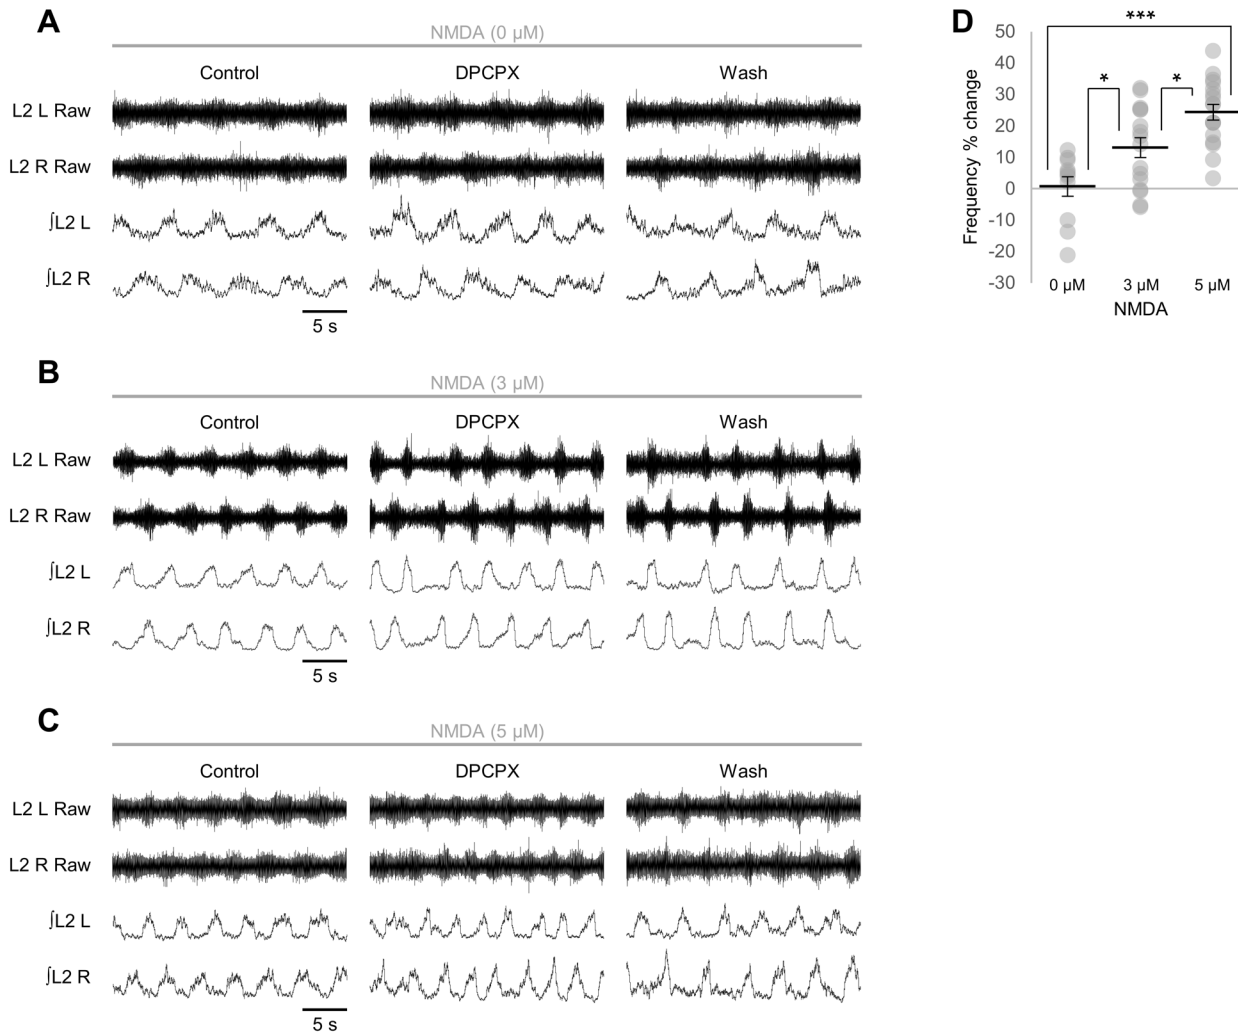 A
NMDA (0 µM)
Control DPCPX Wash
L2 L Raw
L2 R Raw
∫L2 L
∫L2 R
5 s
B
NMDA (3 µM)
Control DPCPX Wash
L2 L Raw
L2 R Raw
∫L2 L
∫L2 R
5 s
C
NMDA (5 µM)
Control DPCPX Wash
L2 L Raw
L2 R Raw
∫L2 L
∫L2 R
5 s
D
***
* *
Frequency % change
50
40
30
20
10
0
-10
-20
-30
0 µM 3 µM 5 µM
NMDA